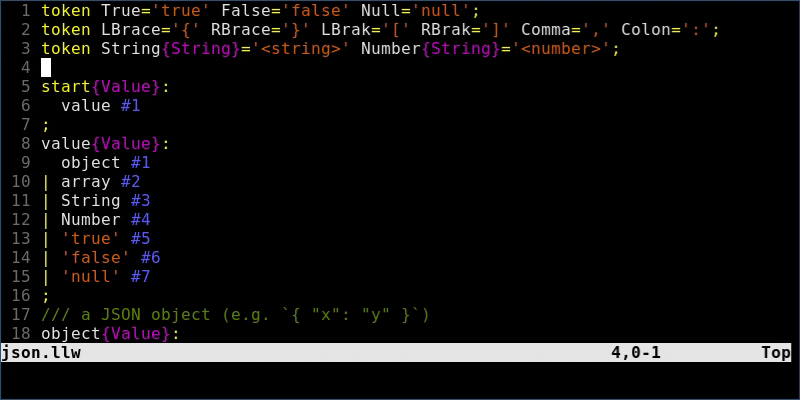 1 token True='true' False='false' Null='null';
2 token LBrace='{' RBrace='}' LBrak='[' RBrak=']' Comma=',' Colon=':';
3 token String{String}='<string>' Number{String}='<number>';
4
5 start{Value}:
6   value #1
7 ;
8 value{Value}:
9   object #1
10 | array #2
11 | String #3
12 | Number #4
13 | 'true' #5
14 | 'false' #6
15 | 'null' #7
16 ;
17 /// a JSON object (e.g. `{ "x": "y" }`)
18 object{Value}:
json.llw 4,0-1 Top